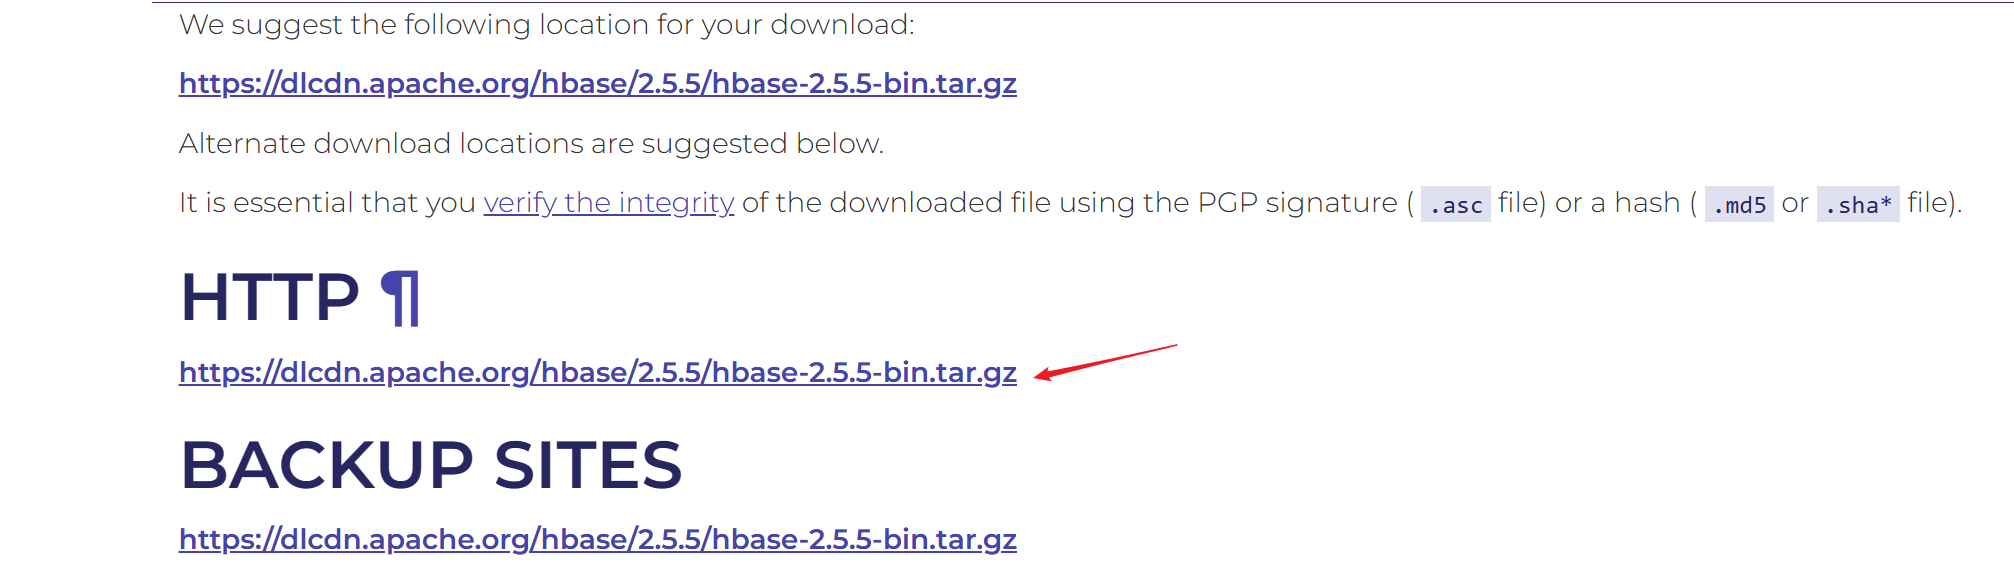 We suggest the following location for your download:
https://dlcdn.apache.org/hbase/2.5.5/hbase-2.5.5-bin.tar.gz
Alternate download locations are suggested below.
It is essential that you verify the integrity of the downloaded file using the PGP signature ( .asc file) or a hash ( .md5 or .sha* file).
HTTP ¶
https://dlcdn.apache.org/hbase/2.5.5/hbase-2.5.5-bin.tar.gz
BACKUP SITES
https://dlcdn.apache.org/hbase/2.5.5/hbase-2.5.5-bin.tar.gz